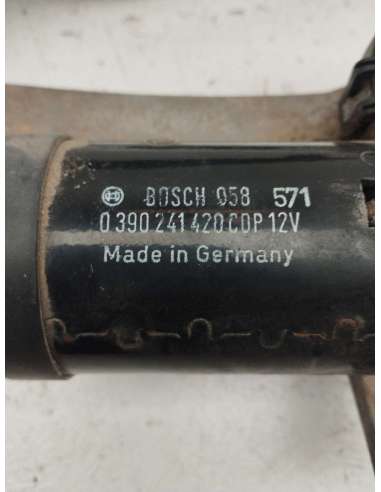 BOSCH 058 571
0 390 241 420 CDP 12V
Made in Germany